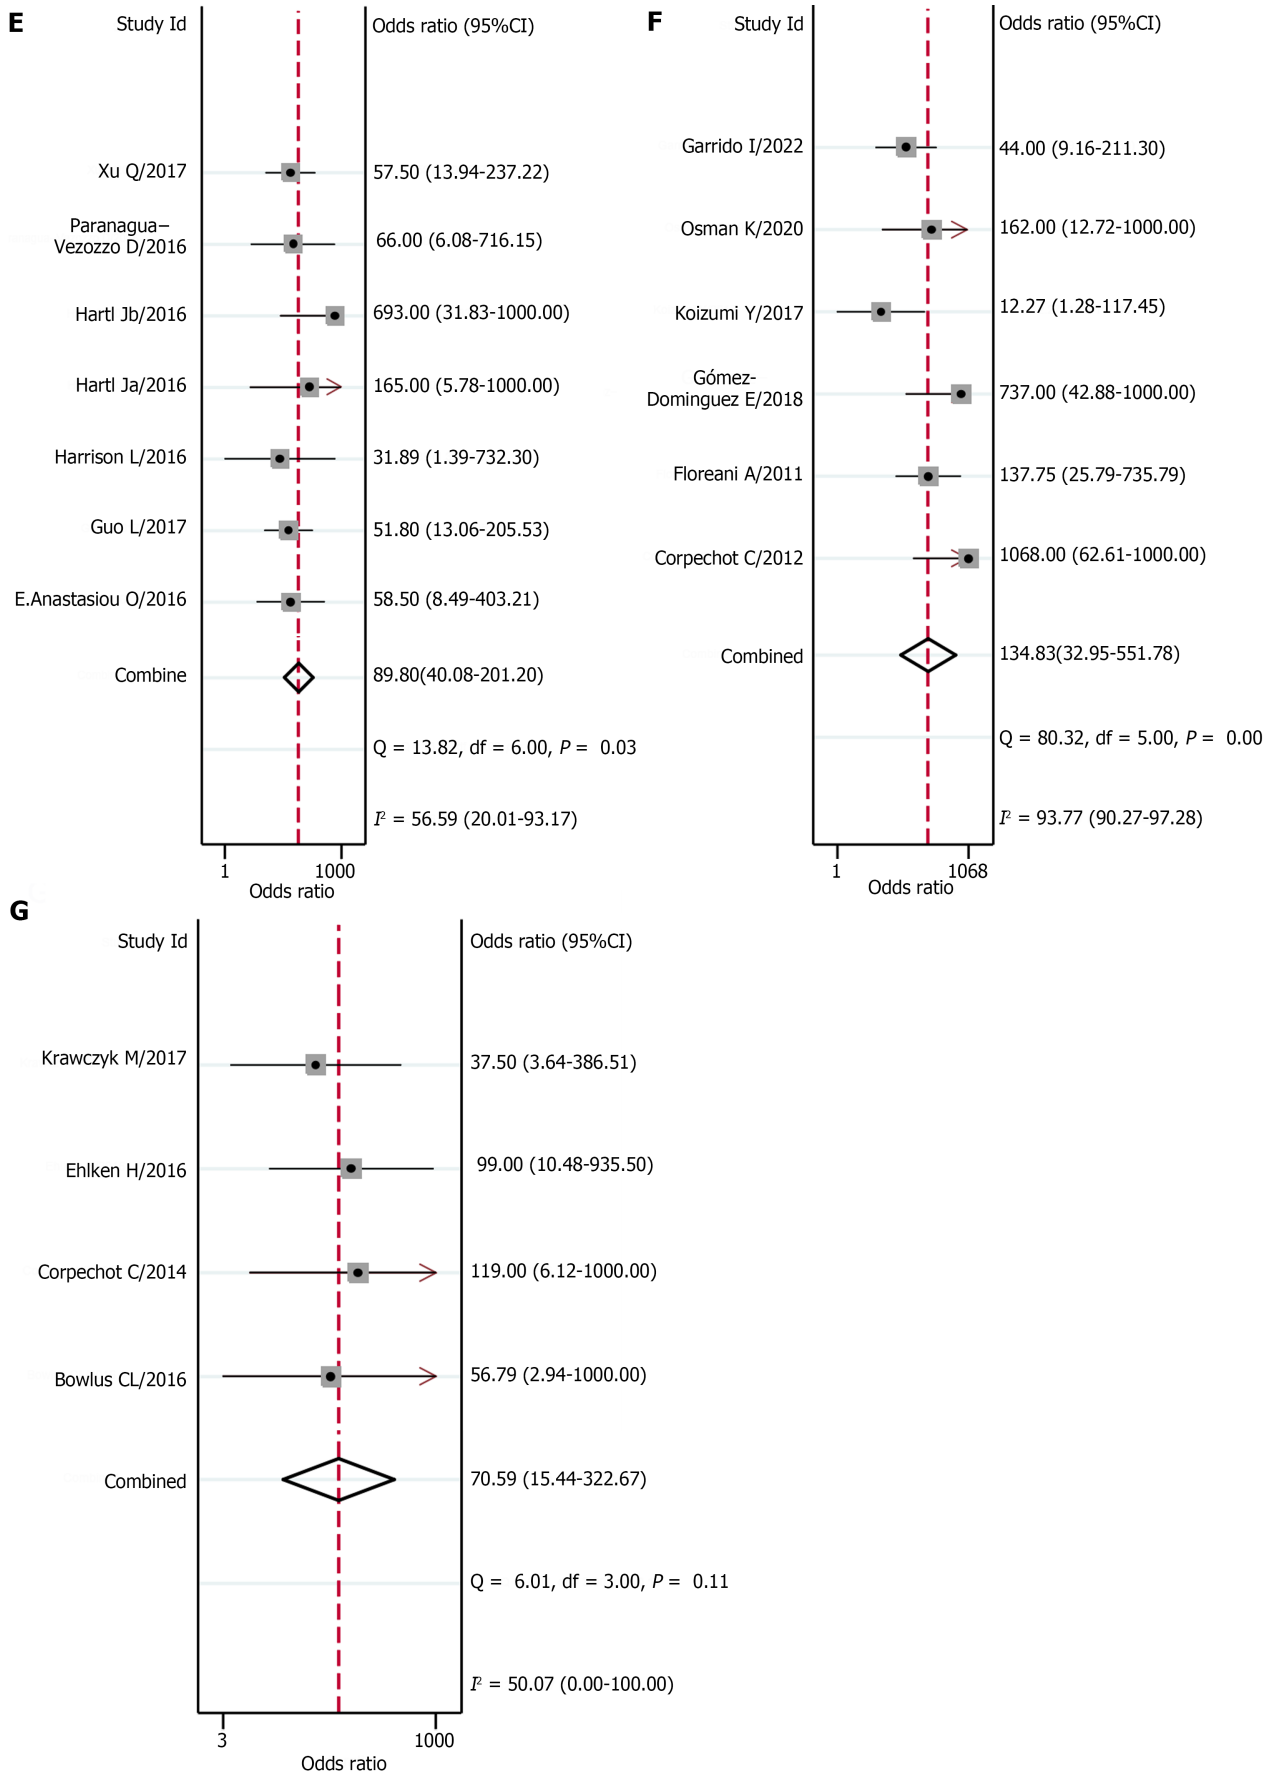 E
Study Id
Odds ratio (95%CI)
Xu Q/2017
57.50 (13.94-237.22)
Paranagua–
Vezozzo D/2016
66.00 (6.08-716.15)
Hartl Jb/2016
693.00 (31.83-1000.00)
Hartl Ja/2016
165.00 (5.78-1000.00)
Harrison L/2016
31.89 (1.39-732.30)
Guo L/2017
51.80 (13.06-205.53)
E.Anastasiou O/2016
58.50 (8.49-403.21)
Combine
89.80(40.08-201.20)
Q = 13.82, df = 6.00, P = 0.03
I² = 56.59 (20.01-93.17)
1
1000
Odds ratio
F
Study Id
Odds ratio (95%CI)
Garrido I/2022
44.00 (9.16-211.30)
Osman K/2020
162.00 (12.72-1000.00)
Koizumi Y/2017
12.27 (1.28-117.45)
Gómez-
Dominguez E/2018
737.00 (42.88-1000.00)
Floreani A/2011
137.75 (25.79-735.79)
Corpechot C/2012
1068.00 (62.61-1000.00)
Combined
134.83(32.95-551.78)
Q = 80.32, df = 5.00, P = 0.00
I² = 93.77 (90.27-97.28)
1
1068
Odds ratio
G
Study Id
Odds ratio (95%CI)
Krawczyk M/2017
37.50 (3.64-386.51)
Ehlken H/2016
99.00 (10.48-935.50)
Corpechot C/2014
119.00 (6.12-1000.00)
Bowlus CL/2016
56.79 (2.94-1000.00)
Combined
70.59 (15.44-322.67)
Q = 6.01, df = 3.00, P = 0.11
I² = 50.07 (0.00-100.00)
3
1000
Odds ratio